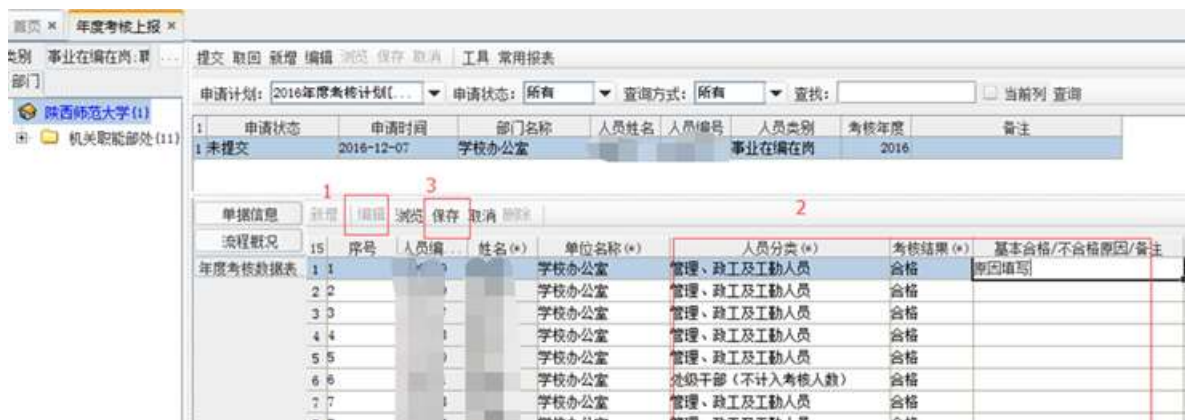 首页 × 年度考核上报 ×
类别 事业在编在岗:职 ...
提交 取回 新增 编辑 浏览 保存 取消 工具 常用报表
部门
申请计划: 2016年度考核计划[... 申请状态: 所有 查询方式: 所有 查找: 当前列 查询
陕西师范大学(1)
机关职能部处(11)
1 申请状态 申请时间 部门名称 人员姓名 人员编号 人员类别 考核年度 备注
1 未提交 2016-12-07 学校办公室 事业在编在岗 2016
1 3 2
单据信息 新增 编辑 浏览 保存 取消 删除
流程概况
年度考核数据表
15 序号 人员编... 姓名(*) 单位名称(*) 人员分类(*) 考核结果(*) 基本合格/不合格原因/备注
1 1 学校办公室 管理、政工及工勤人员 合格 原因填写
2 2 学校办公室 管理、政工及工勤人员 合格
3 3 学校办公室 管理、政工及工勤人员 合格
4 4 学校办公室 管理、政工及工勤人员 合格
5 5 学校办公室 管理、政工及工勤人员 合格
6 6 学校办公室 处级干部（不计入考核人数） 合格
7 7 学校办公室 管理、政工及工勤人员 合格